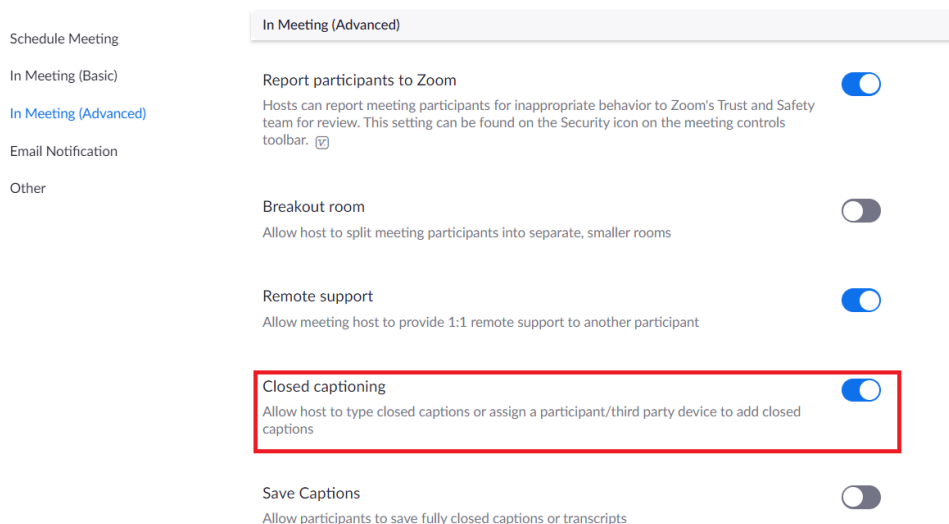 Schedule Meeting
In Meeting (Basic)
In Meeting (Advanced)
Email Notification
Other
In Meeting (Advanced)
Report participants to Zoom
Hosts can report meeting participants for inappropriate behavior to Zoom's Trust and Safety
team for review. This setting can be found on the Security icon on the meeting controls
toolbar.
Breakout room
Allow host to split meeting participants into separate, smaller rooms
Remote support
Allow meeting host to provide 1:1 remote support to another participant
Closed captioning
Allow host to type closed captions or assign a participant/third party device to add closed
captions
Save Captions
Allow participants to save fully closed captions or transcripts